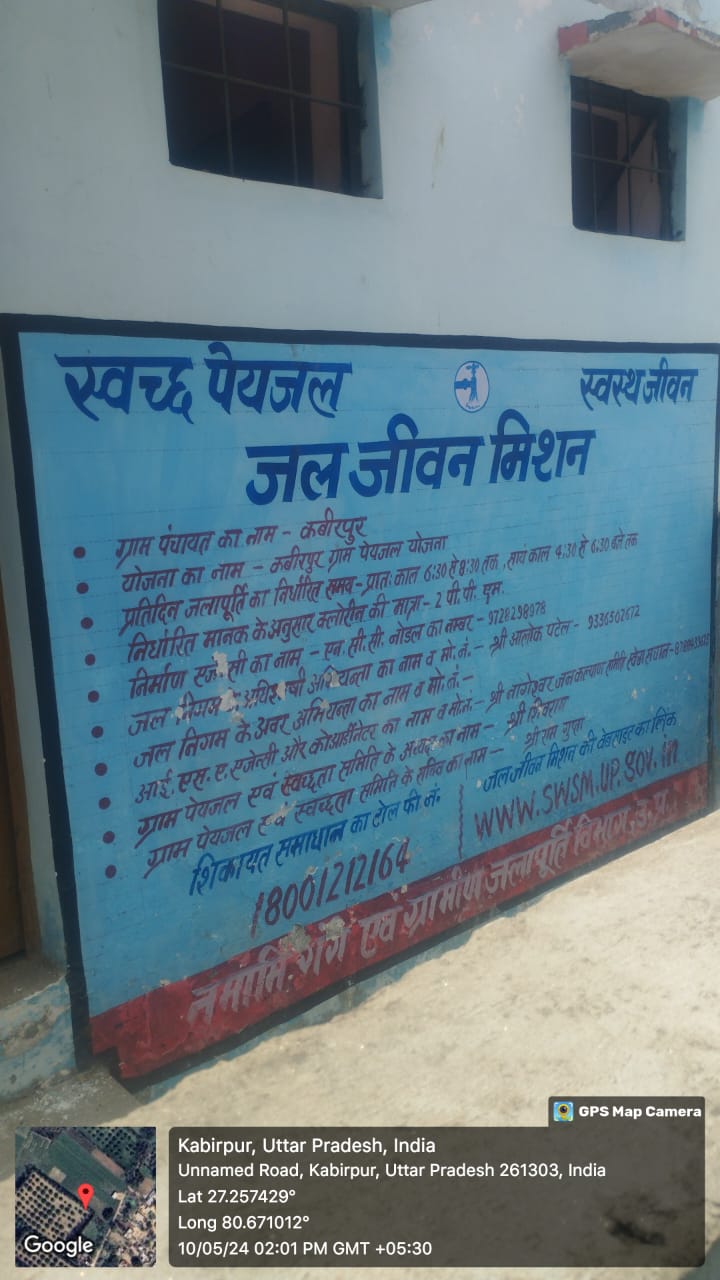 स्वच्छ पेयजल
स्वस्थ जीवन
जल जीवन मिशन
• ग्राम पंचायत का नाम - कबीरपुर
• योजना का नाम - कबीरपुर ग्राम पेयजल योजना
• प्रतिदिन जलापूर्ति का निर्धारित समय - प्रातः काल 6:30 से 8:30 तक, सायं काल 4:30 से 6:30 बजे तक
• निर्धारित मानक के अनुसार क्लोरीन की मात्रा - 2 पी. पी. एम.
• निर्माण एजेंसी का नाम - एन. सी. सी. नोडल का नम्बर - 9728298978
• जल निगम के अधिशाषी अभियन्ता का नाम व मो. नं. - श्री आलोक पटेल - 9336502672
• जल निगम के अवर अभियन्ता का नाम व मो. नं. -
• आई. एस. ए. एजेन्सी और कोआर्डीनेटर का नाम व मो.नं. - श्री नागेश्वर जनकल्याण समिति
• ग्राम पेयजल एवं स्वच्छता समिति के अध्यक्ष का नाम - श्री
• ग्राम पेयजल एवं स्वच्छता समिति के सचिव का नाम - श्री राम गुप्ता
शिकायत समाधान का टोल फ्री नं.
18001212164
जल जीवन मिशन की वेबसाइट का लिंक
WWW.SWSM.UP.GOV.in
नमामि गंगे एवं ग्रामीण जलापूर्ति विभाग, उ. प्र.
GPS Map Camera
Kabirpur, Uttar Pradesh, India
Unnamed Road, Kabirpur, Uttar Pradesh 261303, India
Lat 27.257429°
Long 80.671012°
10/05/24 02:01 PM GMT +05:30
Google